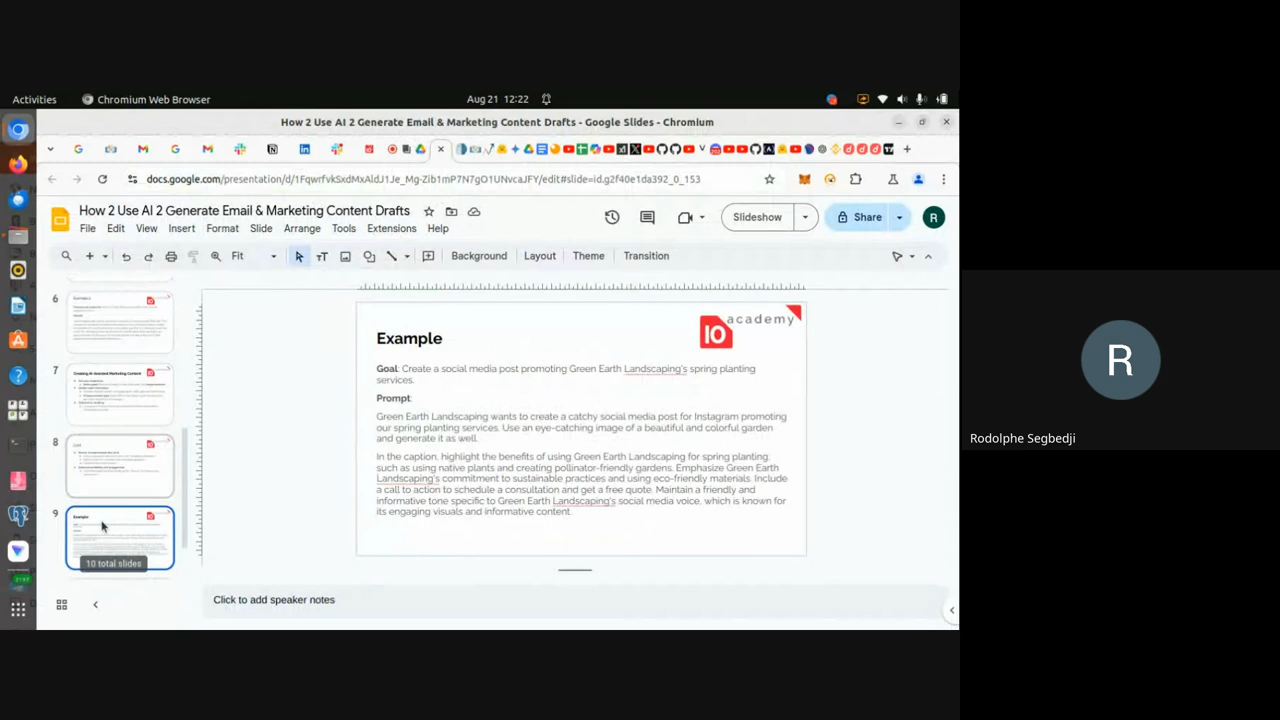 Activities
Chromium Web Browser
Aug 21 12:22
How 2 Use AI 2 Generate Email & Marketing Content Drafts - Google Slides - Chromium
docs.google.com/presentation/d/1FqwrfvkSxdMxAldJ1Je_Mg-Zib1mP7N7gO1UNvcaJFY/edit#slide=id.g2f40e1da392_0_153
How 2 Use AI 2 Generate Email & Marketing Content Drafts
Slideshow
Share
R
File Edit View Insert Format Slide Arrange Tools Extensions Help
Fit
Background
Layout
Theme
Transition
6
7
Creating AI-Assisted Marketing Content
8
9
Example
10 total slides
10 academy
Example
Goal: Create a social media post promoting Green Earth Landscaping's spring planting
services.
Prompt:
Green Earth Landscaping wants to create a catchy social media post for Instagram promoting
our spring planting services. Use an eye-catching image of a beautiful and colorful garden
and generate it as well.
In the caption, highlight the benefits of using Green Earth Landscaping for spring planting,
such as using native plants and creating pollinator-friendly gardens. Emphasize Green Earth
Landscaping's commitment to sustainable practices and using eco-friendly materials. Include
a call to action to schedule a consultation and get a free quote. Maintain a friendly and
informative tone specific to Green Earth Landscaping's social media voice, which is known for
its engaging visuals and informative content.
Click to add speaker notes
R
Rodolphe Segbedji